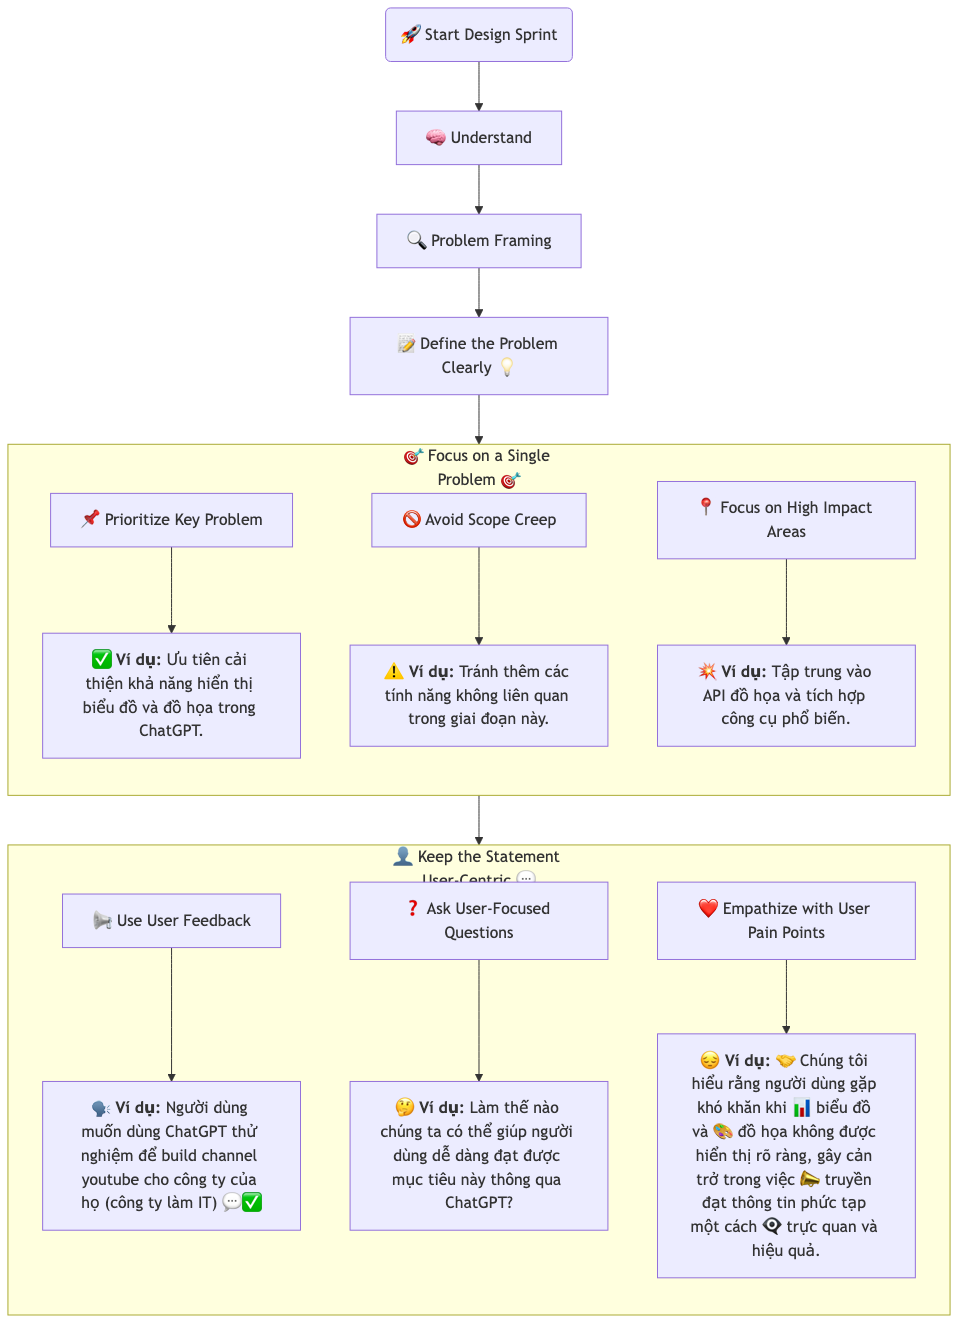 🚀 Start Design Sprint
🧠 Understand
🔍 Problem Framing
📝 Define the Problem
Clearly 💡
🎯 Focus on a Single
Problem 🎯
📌 Prioritize Key Problem
🚫 Avoid Scope Creep
📍 Focus on High Impact
Areas
✅ Ví dụ: Ưu tiên cải
thiện khả năng hiển thị
biểu đồ và đồ họa trong
ChatGPT.
⚠️ Ví dụ: Tránh thêm các
tính năng không liên quan
trong giai đoạn này.
💥 Ví dụ: Tập trung vào
API đồ họa và tích hợp
công cụ phổ biến.
👤 Keep the Statement
User-Centric 💬
📢 Use User Feedback
❓ Ask User-Focused
Questions
❤️ Empathize with User
Pain Points
🗣️ Ví dụ: Người dùng
muốn dùng ChatGPT thử
nghiệm để build channel
youtube cho công ty của
họ (công ty làm IT) 💬✅
🤔 Ví dụ: Làm thế nào
chúng ta có thể giúp người
dùng dễ dàng đạt được
mục tiêu này thông qua
ChatGPT?
😔 Ví dụ: 🤝 Chúng tôi
hiểu rằng người dùng gặp
khó khăn khi 📊 biểu đồ
và 🎨 đồ họa không được
hiển thị rõ ràng, gây cản
trở trong việc 📣 truyền
đạt thông tin phức tạp
một cách 👁️‍🗨️ trực quan và
hiệu quả.